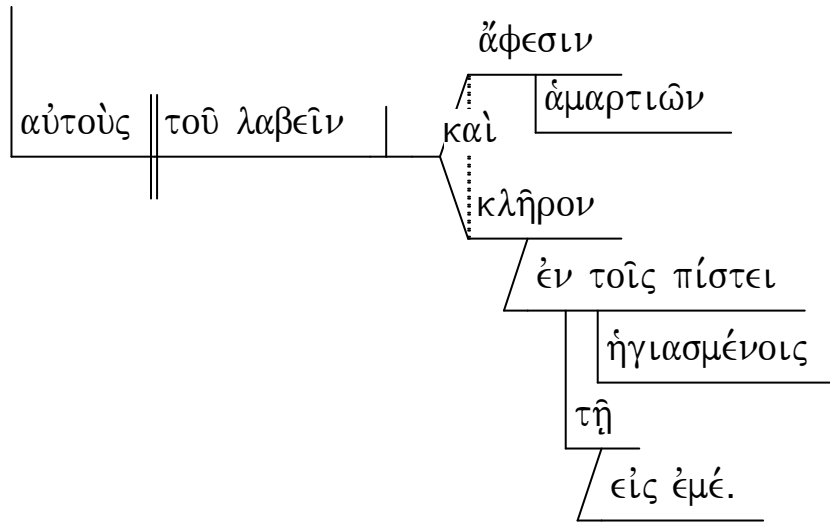 ἄφεσιν
ἁμαρτιῶν
αὐτοὺς τοῦ λαβεῖν
καὶ
κλῆρον
ἐν τοῖς πίστει
ἡγιασμένοις
τῇ
εἰς ἐμέ.